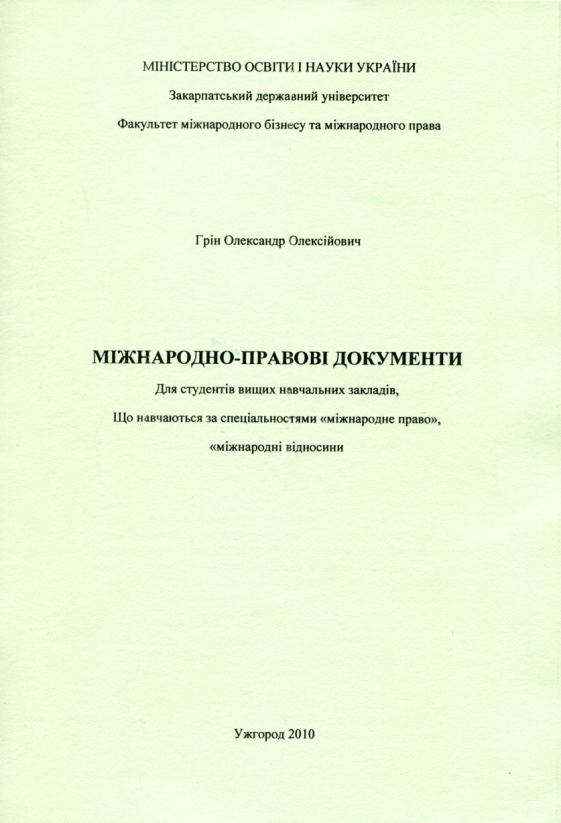 МІНІСТЕРСТВО ОСВІТИ І НАУКИ УКРАЇНИ
Закарпатський державний університет
Факультет міжнародного бізнесу та міжнародного права
Грін Олександр Олексійович
МІЖНАРОДНО-ПРАВОВІ ДОКУМЕНТИ
Для студентів вищих навчальних закладів,
Що навчаються за спеціальностями «міжнародне право»,
«міжнародні відносини
Ужгород 2010